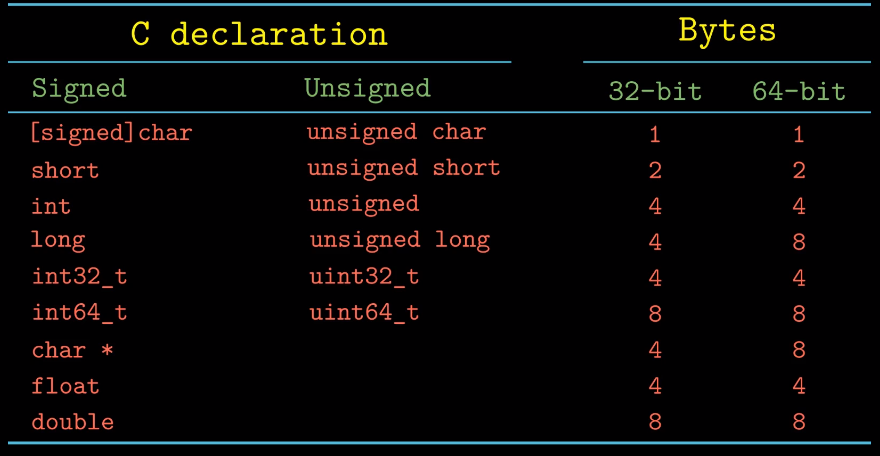 C declaration Bytes
Signed Unsigned 32-bit 64-bit
[signed]char unsigned char 1 1
short unsigned short 2 2
int unsigned 4 4
long unsigned long 4 8
int32_t uint32_t 4 4
int64_t uint64_t 8 8
char * 4 8
float 4 4
double 8 8